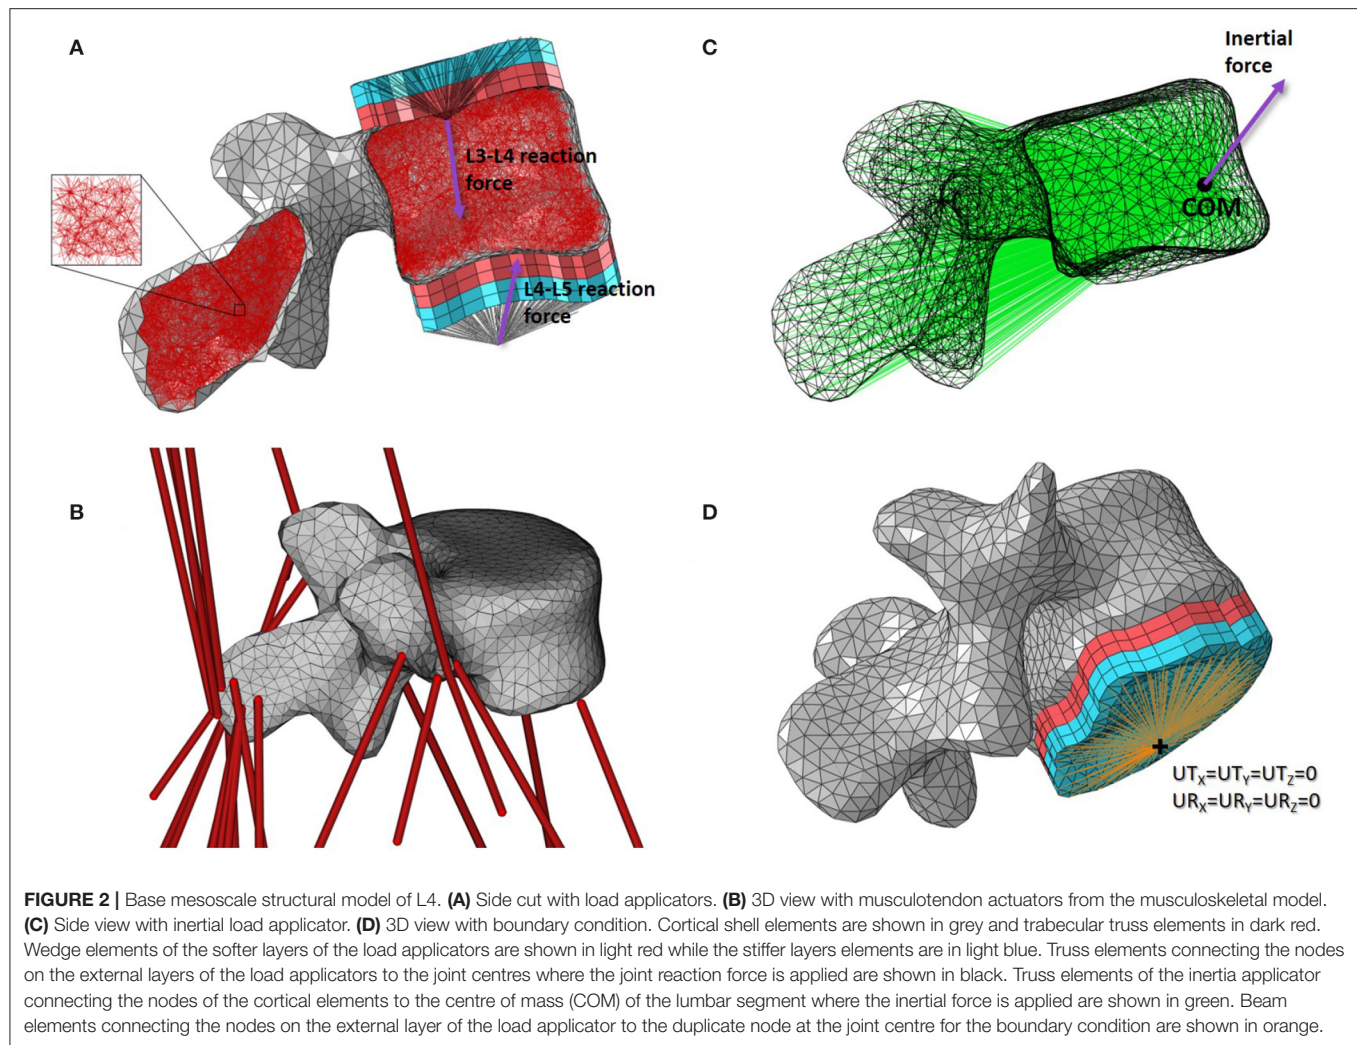 A
L3-L4 reaction
force
L4-L5 reaction
force
C
Inertial
force
COM
B
D
UTX=UTY=UTZ=0
URX=URY=URZ=0
FIGURE 2 | Base mesoscale structural model of L4. (A) Side cut with load applicators. (B) 3D view with musculotendon actuators from the musculoskeletal model.
(C) Side view with inertial load applicator. (D) 3D view with boundary condition. Cortical shell elements are shown in grey and trabecular truss elements in dark red.
Wedge elements of the softer layers of the load applicators are shown in light red while the stiffer layers elements are in light blue. Truss elements connecting the nodes
on the external layers of the load applicators to the joint centres where the joint reaction force is applied are shown in black. Truss elements of the inertia applicator
connecting the nodes of the cortical elements to the centre of mass (COM) of the lumbar segment where the inertial force is applied are shown in green. Beam
elements connecting the nodes on the external layer of the load applicator to the duplicate node at the joint centre for the boundary condition are shown in orange.